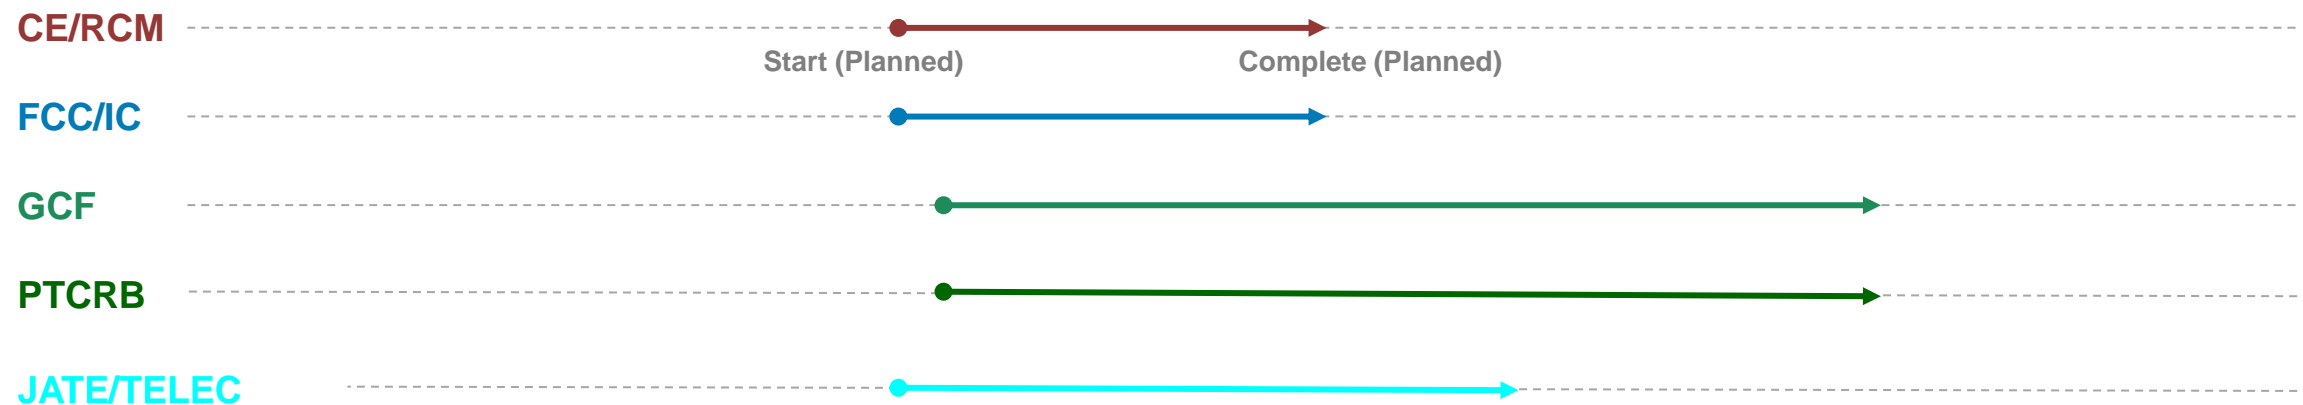 CE/RCM
Start (Planned) Complete (Planned)
FCC/IC
GCF
PTCRB
JATE/TELEC